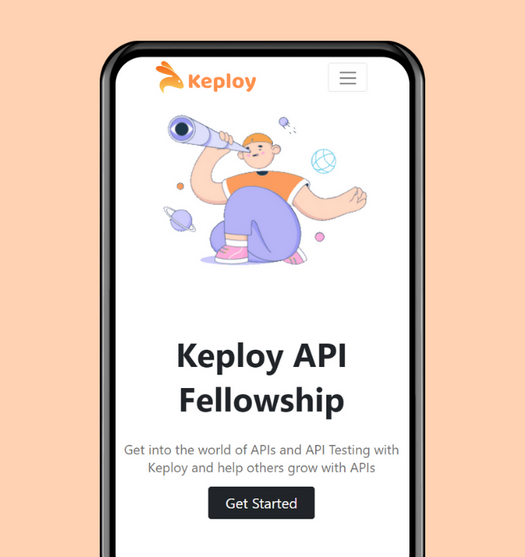 Keploy
Keploy API
Fellowship
Get into the world of APIs and API Testing with
Keploy and help others grow with APIs
Get Started